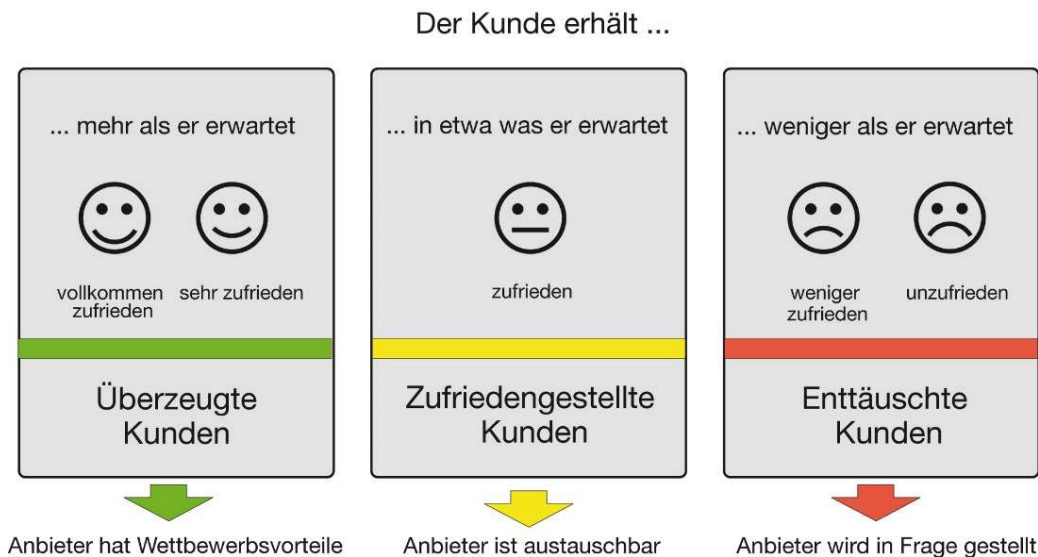 Der Kunde erhält ...
... mehr als er erwartet
vollkommen
zufrieden
sehr zufrieden
Überzeugte
Kunden
Anbieter hat Wettbewerbsvorteile
... in etwa was er erwartet
zufrieden
Zufriedengestellte
Kunden
Anbieter ist austauschbar
... weniger als er erwartet
weniger
zufrieden
unzufrieden
Enttäuschte
Kunden
Anbieter wird in Frage gestellt